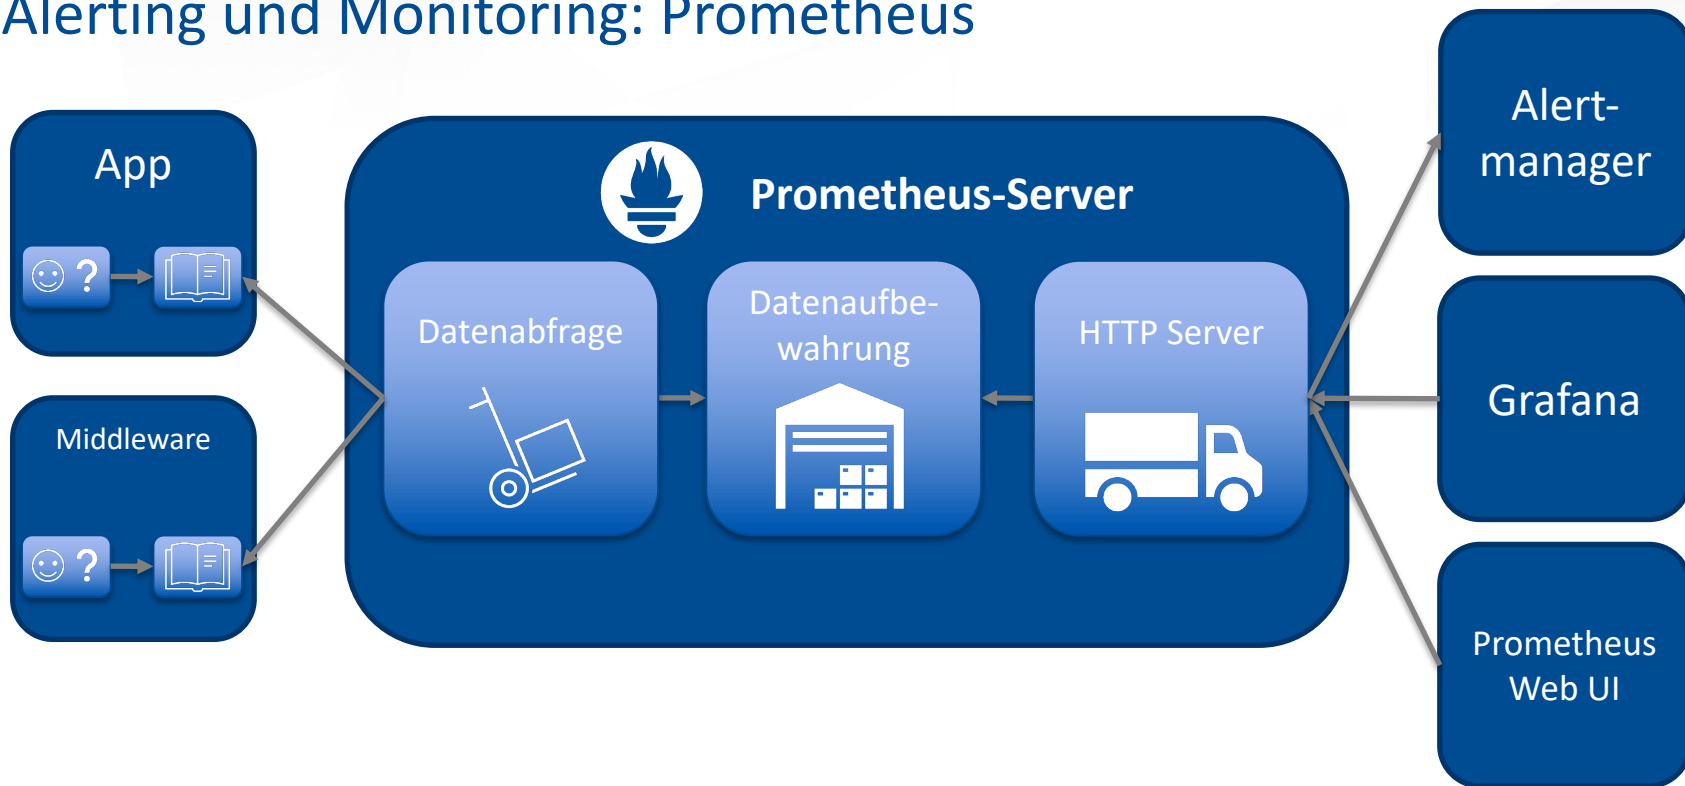 Alerting und Monitoring: Prometheus
App
?
Middleware
?
Prometheus-Server
Datenabfrage
Datenaufbe-
wahrung
HTTP Server
Alert-
manager
Grafana
Prometheus
Web UI